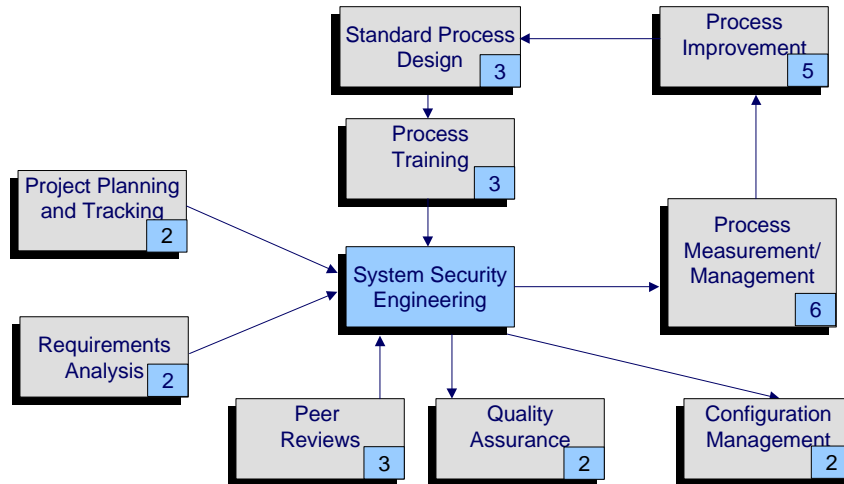 Standard Process
Design
3
Process
Improvement
5
Process
Training
3
Project Planning
and Tracking
2
Process
Measurement/
Management
6
System Security
Engineering
Requirements
Analysis
2
Peer
Reviews
3
Quality
Assurance
2
Configuration
Management
2